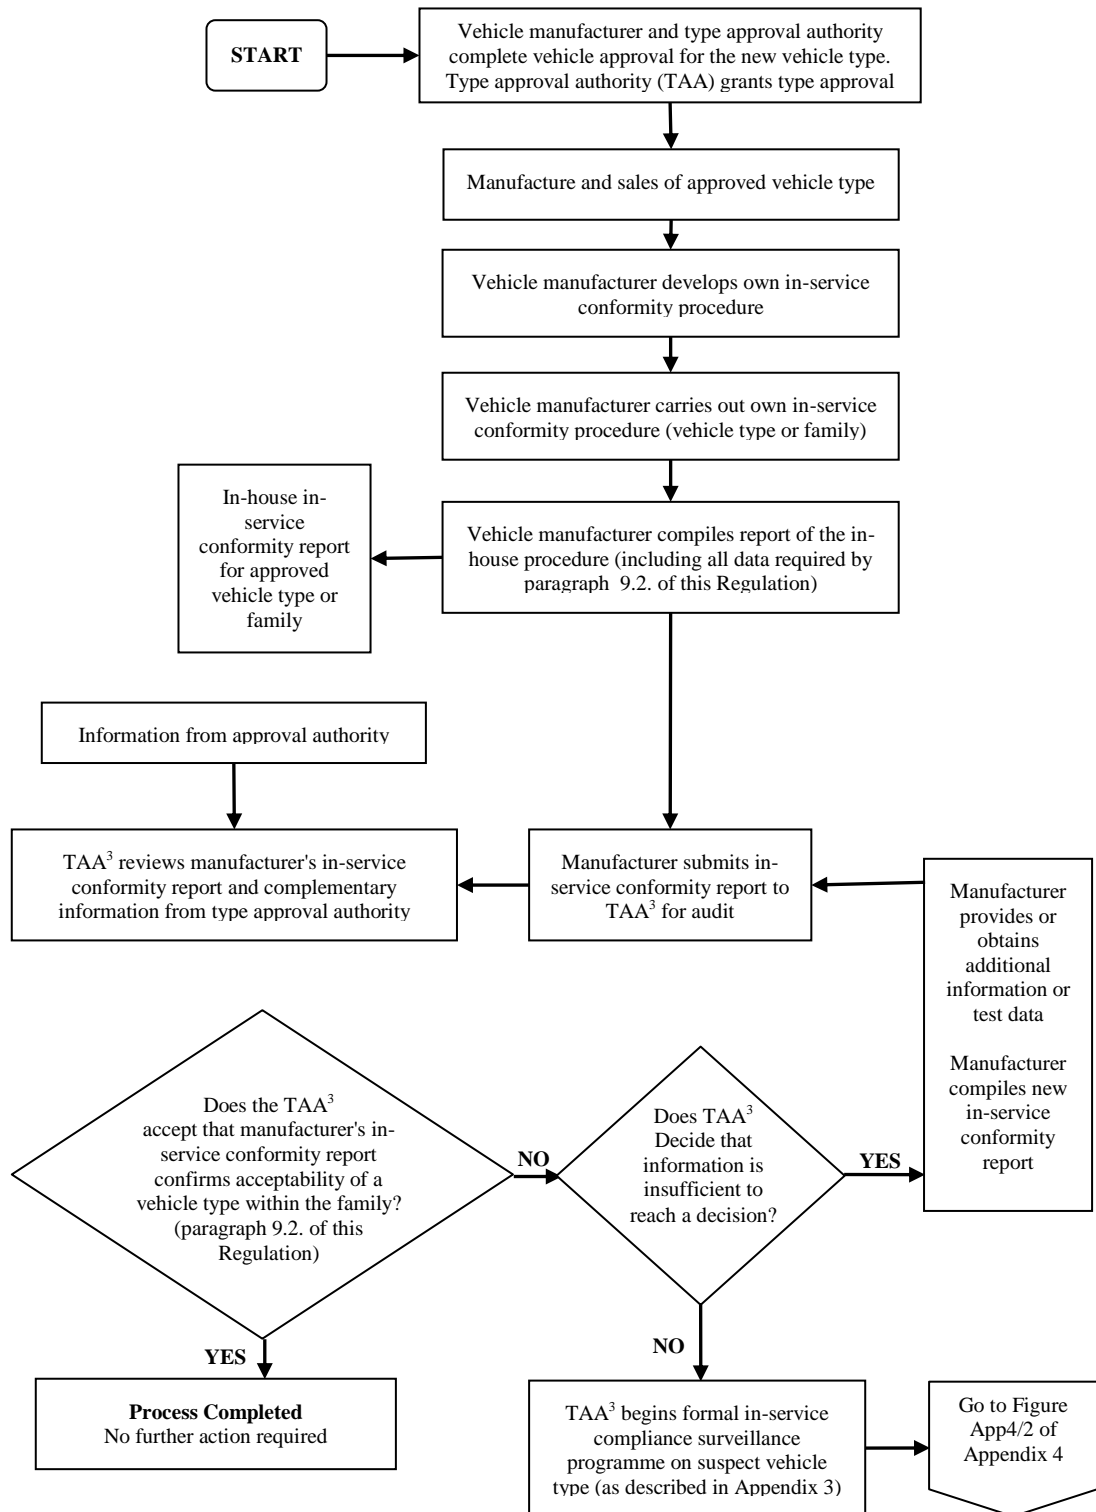 START
Vehicle manufacturer and type approval authority
complete vehicle approval for the new vehicle type.
Type approval authority (TAA) grants type approval
Manufacture and sales of approved vehicle type
Vehicle manufacturer develops own in-service
conformity procedure
Vehicle manufacturer carries out own in-service
conformity procedure (vehicle type or family)
In-house in-
service
conformity report
for approved
vehicle type or
family
Vehicle manufacturer compiles report of the in-
house procedure (including all data required by
paragraph 9.2. of this Regulation)
Information from approval authority
TAA³ reviews manufacturer's in-service
conformity report and complementary
information from type approval authority
Manufacturer submits in-
service conformity report to
TAA³ for audit
Manufacturer
provides or
obtains
additional
information or
test data
Manufacturer
compiles new
in-service
conformity
report
Does the TAA³
accept that manufacturer's in-
service conformity report
confirms acceptability of a
vehicle type within the family?
(paragraph 9.2. of this
Regulation)
NO
Does TAA³
Decide that
information is
insufficient to
reach a decision?
YES
YES
NO
Process Completed
No further action required
TAA³ begins formal in-service
compliance surveillance
programme on suspect vehicle
type (as described in Appendix 3)
Go to Figure
App4/2 of
Appendix 4